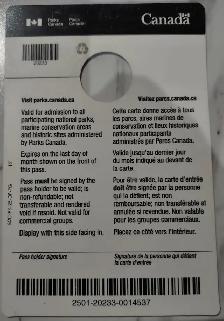 Parks Canada
Parcs Canada
Canada
20233
Visit parks.canada.ca
Valid for admission to all
participating national parks,
marine conservation areas
and historic sites administered
by Parks Canada.
Expires on the last day of
month shown on the front of
this pass.
Pass must be signed by the
pass holder to be valid; is
non-refundable; not
transferable and rendered
void if resold. Not valid for
commercial groups.
Display with this side facing in.
Pass holder signature
Visitez parcs.canada.ca
Cette carte donne accès à tous
les parcs, aires marines de
conservation et lieux historiques
nationaux participants
administrés par Parcs Canada.
Valide jusqu'au dernier jour
du mois indiqué au devant de
la carte.
Pour être valide, la carte d'entrée
doit être signée par la personne
qui la détient; est non
remboursable; non transférable et
annulée si revendue. Non valable
pour les groupes commerciaux.
Placez ce côté vers l'intérieur.
Signature de la personne qui détient
la carte d'entrée
2501-20233-0014537